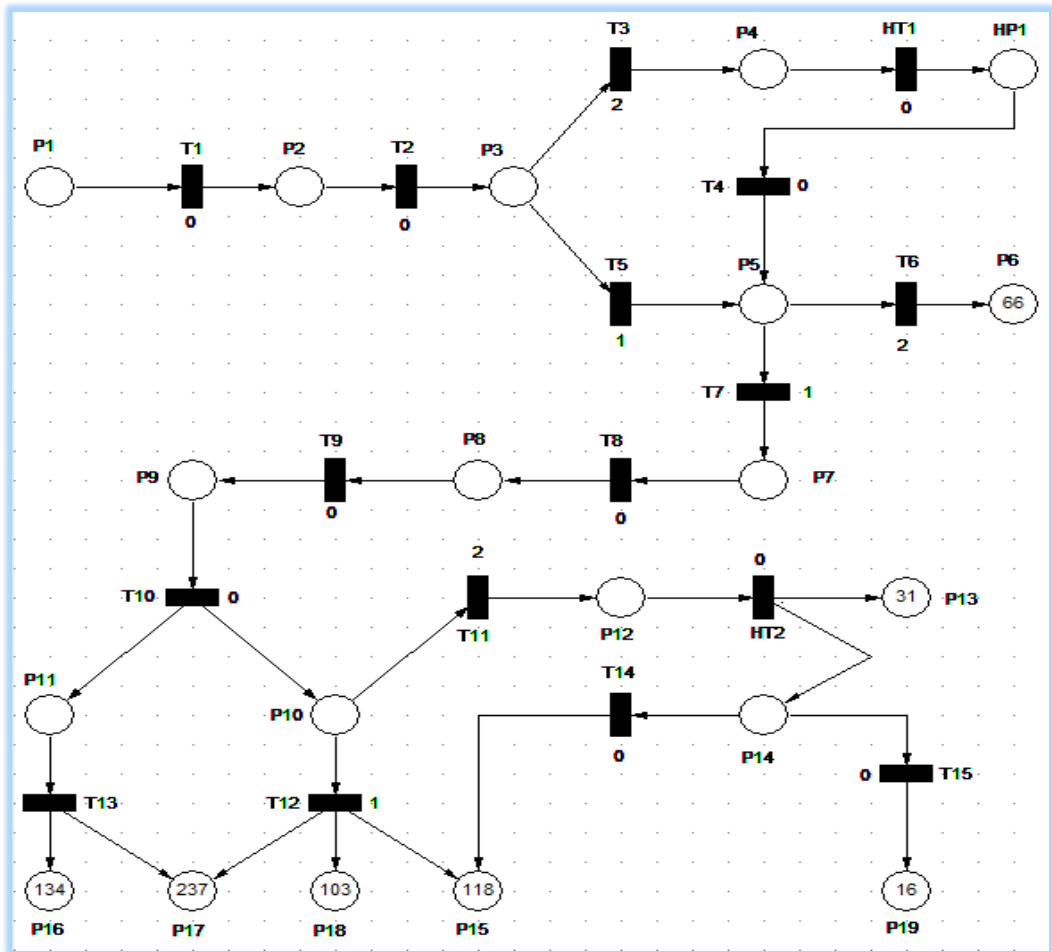 T3 P4 HT1 HP1
2 0
P1 T1 P2 T2 P3
T4 0
0 0
T5 P5 T6 P6
66
1 2
T7 1
T9 P8 T8
P9 P7
0 0
2 0
T10 0 31 P13
T11 P12 HT2
P11 T14
P10
P14
0 0 T15
T13 T12 1
134 237 103 118 16
P16 P17 P18 P15 P19